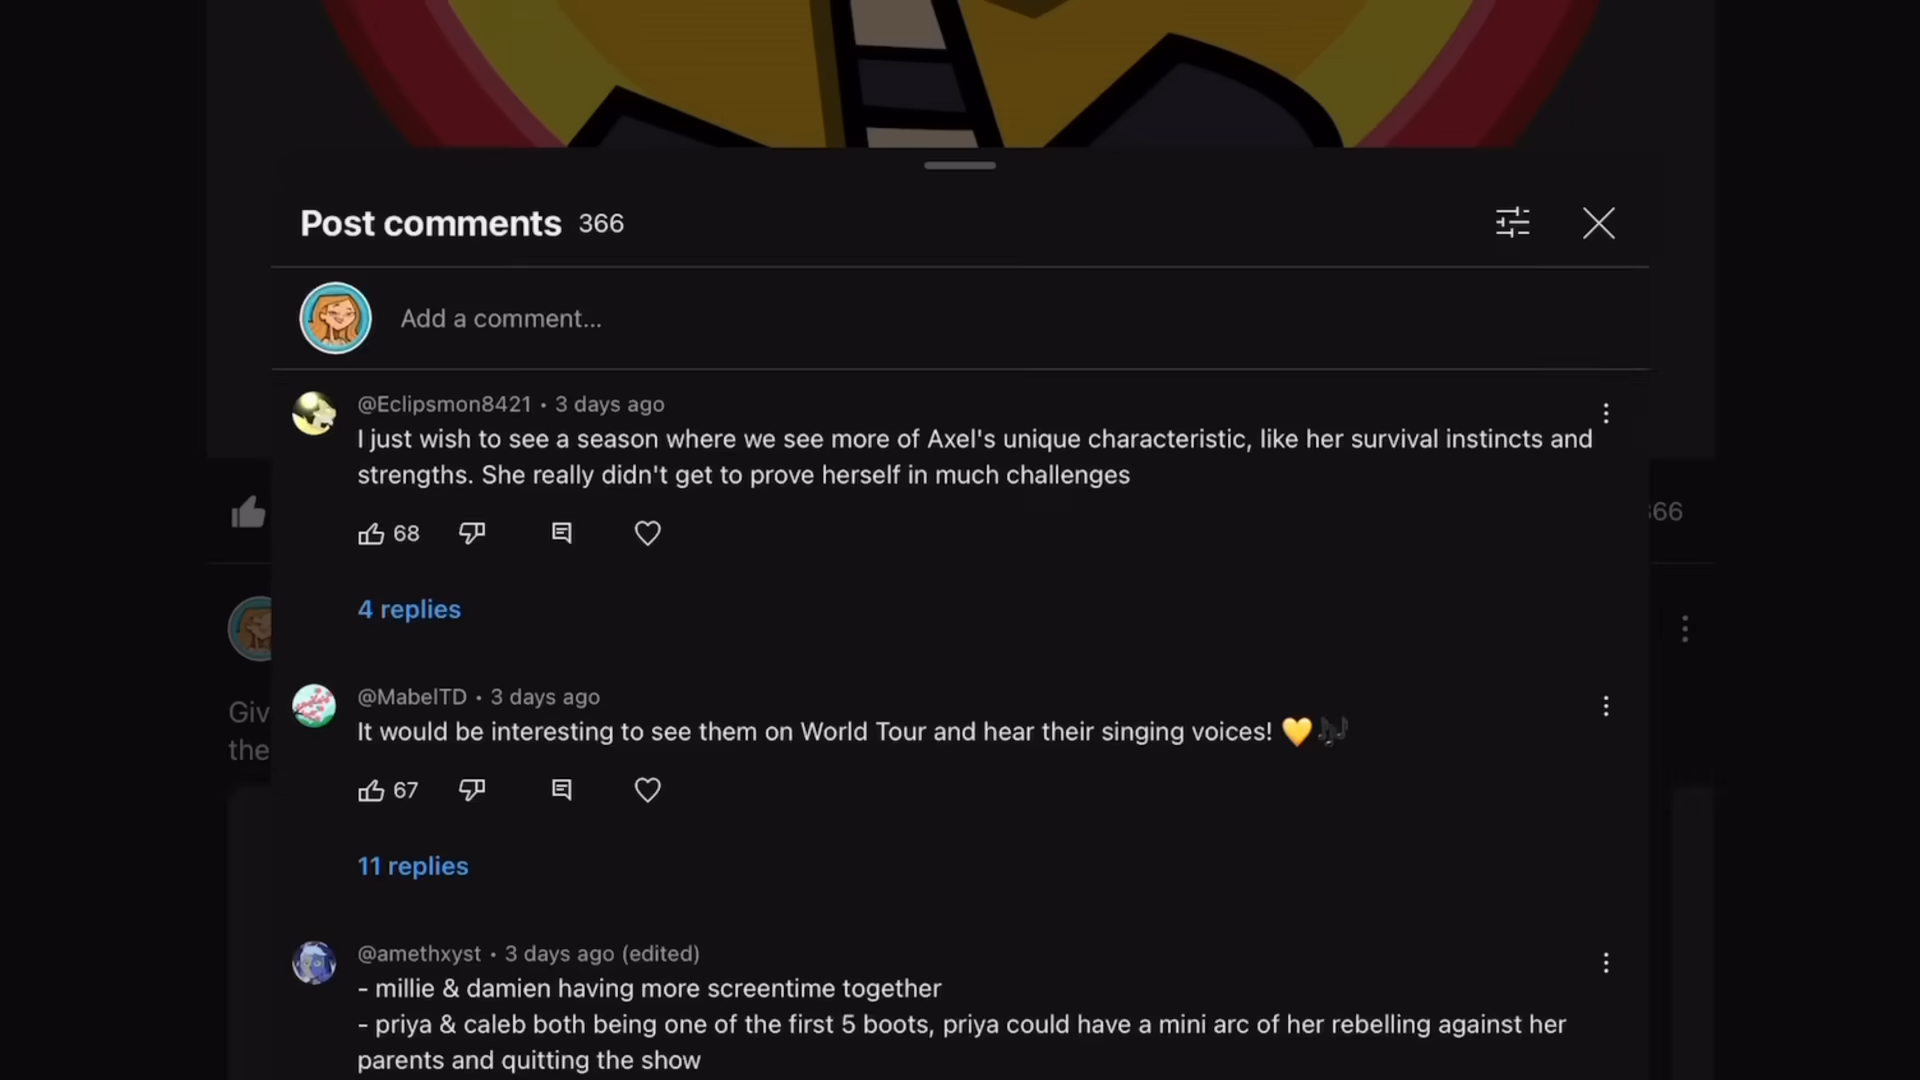 Post comments 366
Add a comment...
@Eclipsmon8421 • 3 days ago
I just wish to see a season where we see more of Axel's unique characteristic, like her survival instincts and
strengths. She really didn't get to prove herself in much challenges
68
66
4 replies
@MabelTD • 3 days ago
Giv
It would be interesting to see them on World Tour and hear their singing voices! 💛🎶
the
67
11 replies
@amethxyst • 3 days ago (edited)
- millie & damien having more screentime together
- priya & caleb both being one of the first 5 boots, priya could have a mini arc of her rebelling against her
parents and quitting the show